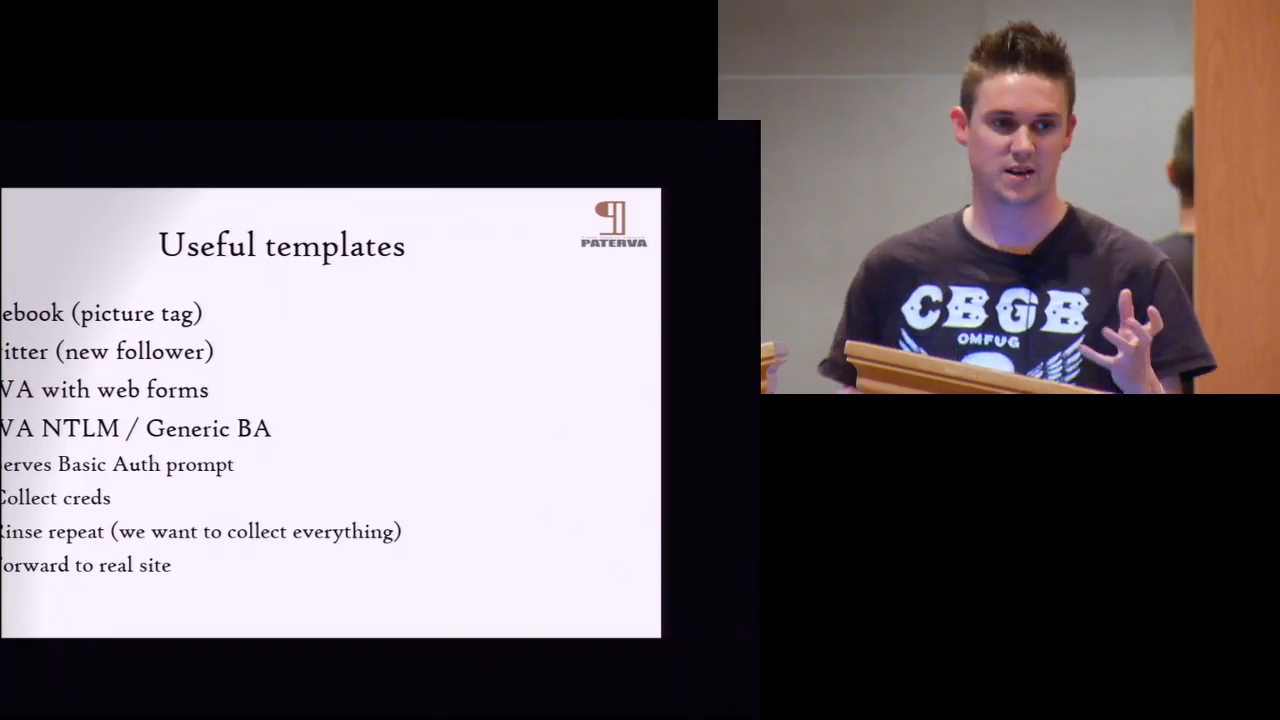 Useful templates
PATERVA
ebook (picture tag)
itter (new follower)
VA with web forms
VA NTLM / Generic BA
erves Basic Auth prompt
Collect creds
Rinse repeat (we want to collect everything)
orward to real site
CBGB®
OMFUG